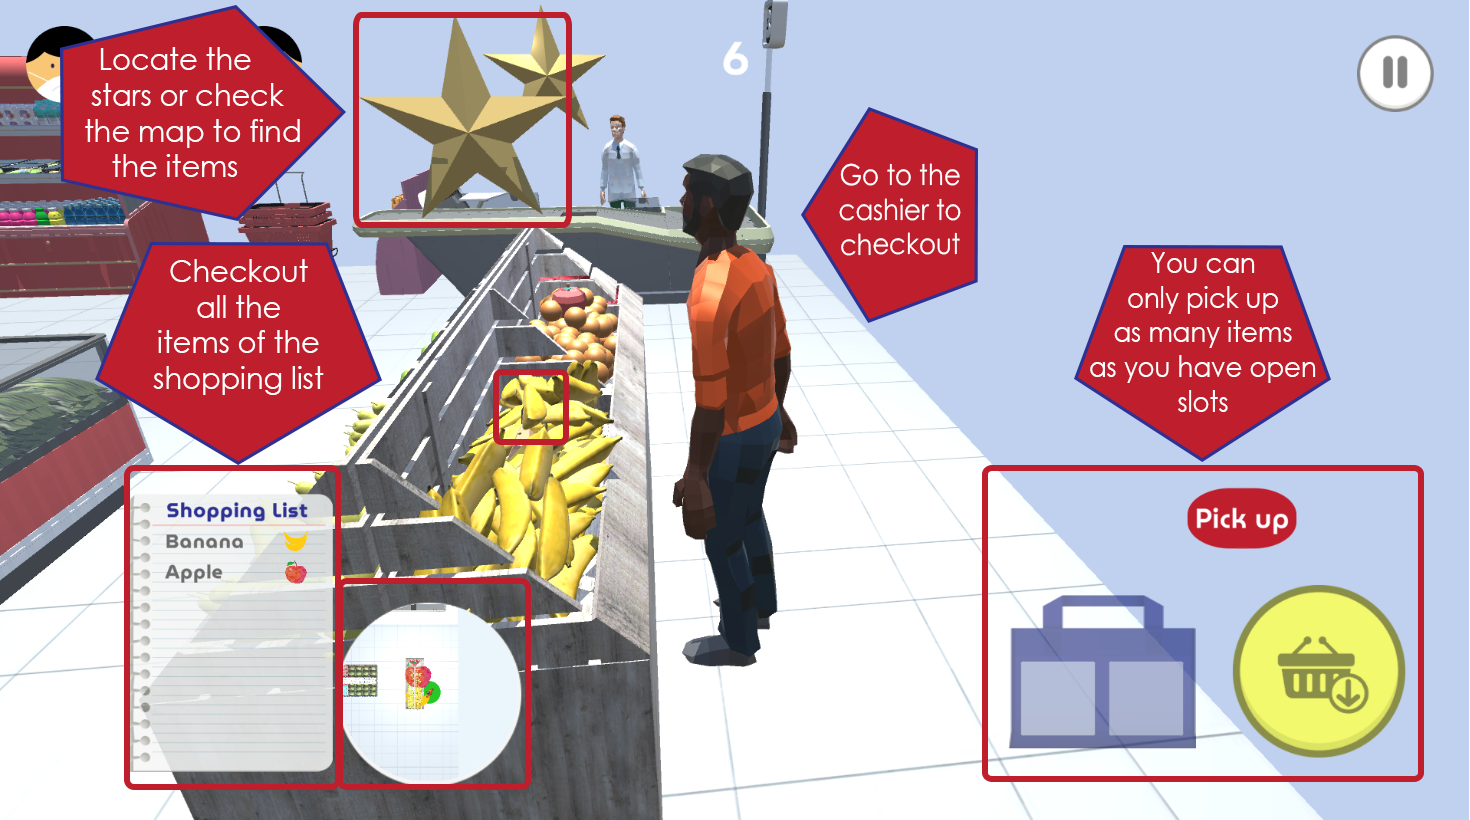 Locate the
stars or check
the map to find
the items
6
Go to the
cashier to
checkout
Checkout
all the
items of the
shopping list
You can
only pick up
as many items
as you have open
slots
Shopping List
Banana
Apple
Pick up